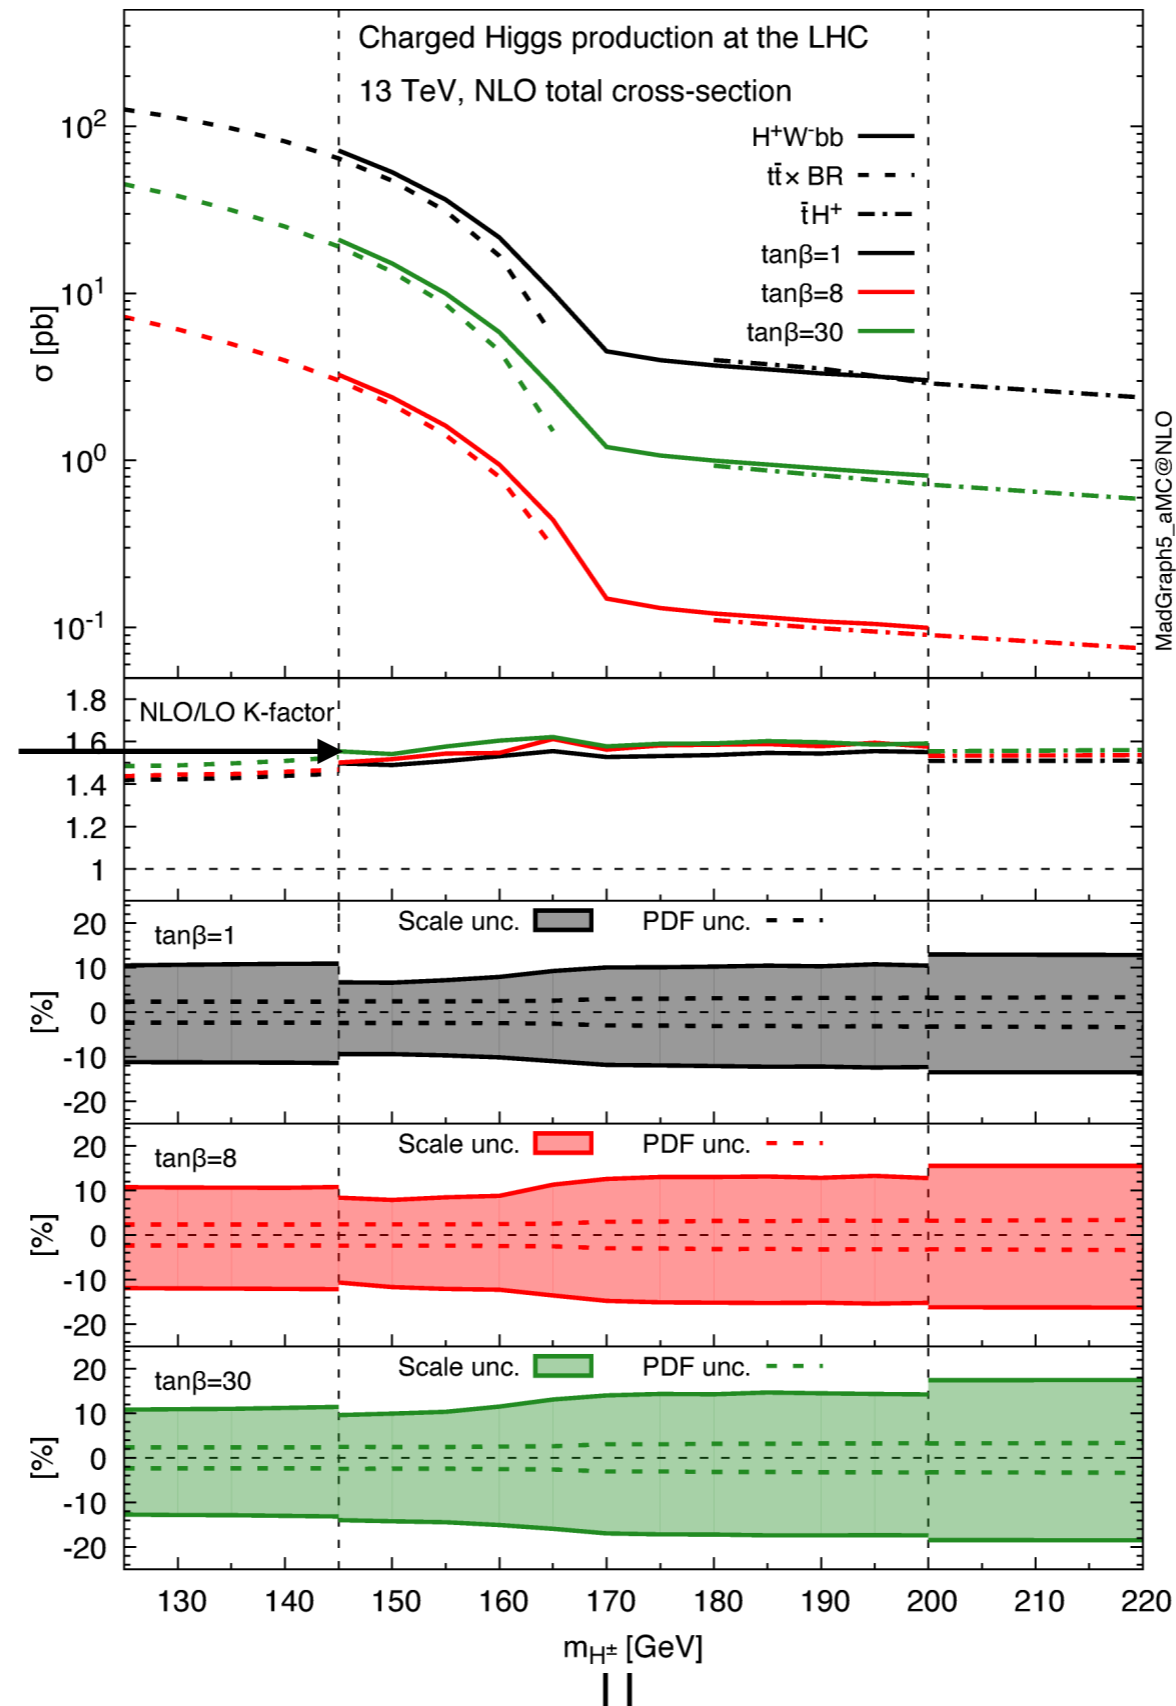 Charged Higgs production at the LHC
13 TeV, NLO total cross-section
H⁺W⁻bb
tt̄ × BR
t̄H⁺
tanβ=1
tanβ=8
tanβ=30
10²
10¹
10⁰
10⁻¹
σ [pb]
MadGraph5_aMC@NLO
NLO/LO K-factor
1.8
1.6
1.4
1.2
1
tanβ=1
Scale unc.
PDF unc.
20
10
0
-10
-20
[%]
tanβ=8
Scale unc.
PDF unc.
20
10
0
-10
-20
[%]
tanβ=30
Scale unc.
PDF unc.
20
10
0
-10
-20
[%]
130 140 150 160 170 180 190 200 210 220
m_H± [GeV]